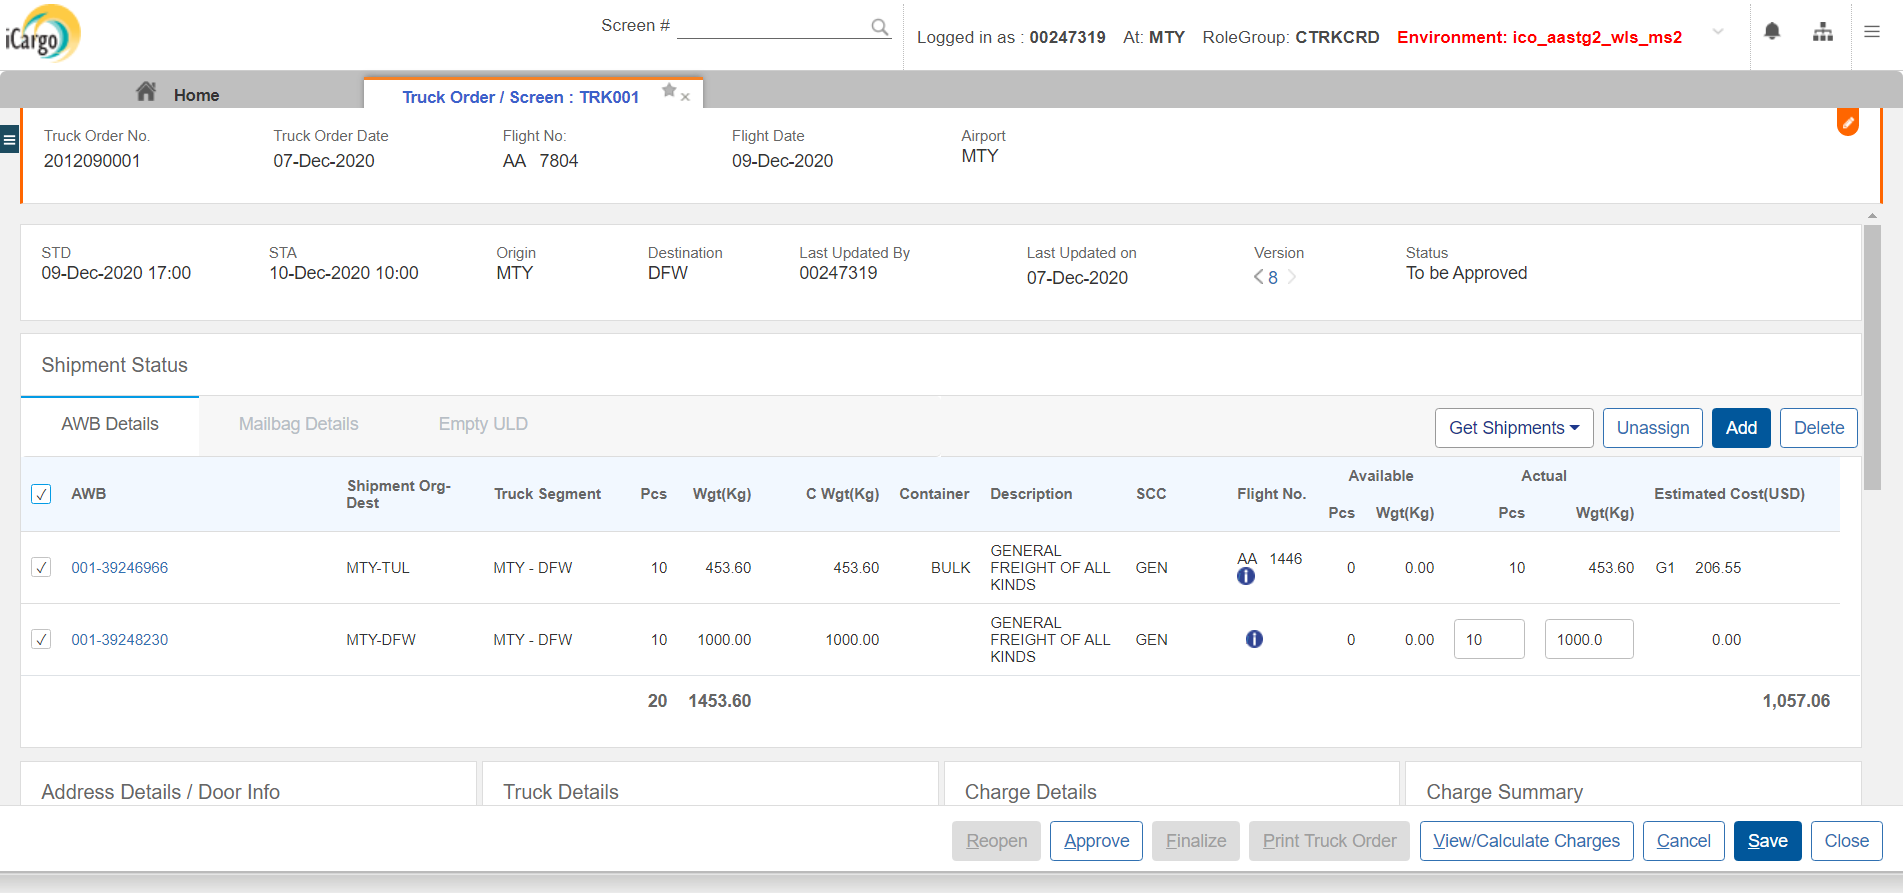 iCargo
Screen #
Logged in as : 00247319 At: MTY RoleGroup: CTRKCRD Environment: ico_aastg2_wls_ms2
Home
Truck Order / Screen : TRK001
Truck Order No. Truck Order Date Flight No: Flight Date Airport
2012090001 07-Dec-2020 AA 7804 09-Dec-2020 MTY
STD STA Origin Destination Last Updated By Last Updated on Version Status
09-Dec-2020 17:00 10-Dec-2020 10:00 MTY DFW 00247319 07-Dec-2020 8 To be Approved
Shipment Status
AWB Details Mailbag Details Empty ULD Get Shipments Unassign Add Delete
AWB Shipment Org-Dest Truck Segment Pcs Wgt(Kg) C Wgt(Kg) Container Description SCC Flight No. Available Pcs Wgt(Kg) Actual Pcs Wgt(Kg) Estimated Cost(USD)
001-39246966 MTY-TUL MTY - DFW 10 453.60 453.60 BULK GENERAL FREIGHT OF ALL KINDS GEN AA 1446 0 0.00 10 453.60 G1 206.55
001-39248230 MTY-DFW MTY - DFW 10 1000.00 1000.00 GENERAL FREIGHT OF ALL KINDS GEN 0 0.00 10 1000.0 0.00
20 1453.60 1,057.06
Address Details / Door Info Truck Details Charge Details Charge Summary
Reopen Approve Finalize Print Truck Order View/Calculate Charges Cancel Save Close